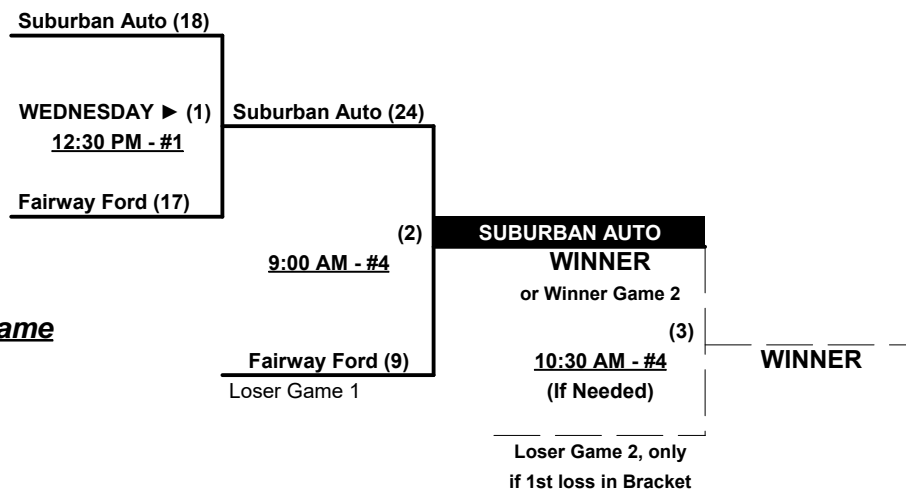 Suburban Auto (18)
WEDNESDAY ► (1)
12:30 PM - #1
Suburban Auto (24)
Fairway Ford (17)
(2)
9:00 AM - #4
SUBURBAN AUTO
WINNER
or Winner Game 2
ame
(3)
10:30 AM - #4
(If Needed)
WINNER
Fairway Ford (9)
Loser Game 1
Loser Game 2, only
if 1st loss in Bracket